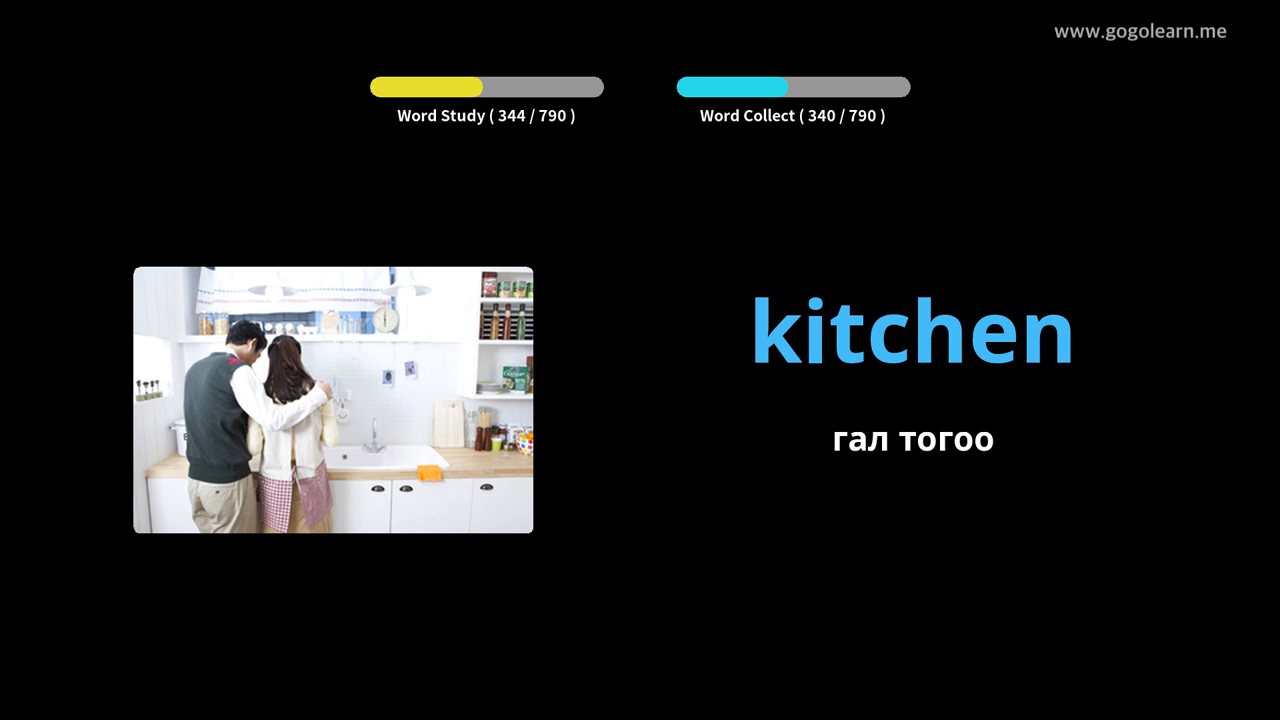 www.gogolearn.me
Word Study ( 344 / 790 )
Word Collect ( 340 / 790 )
kitchen
гал тогоо